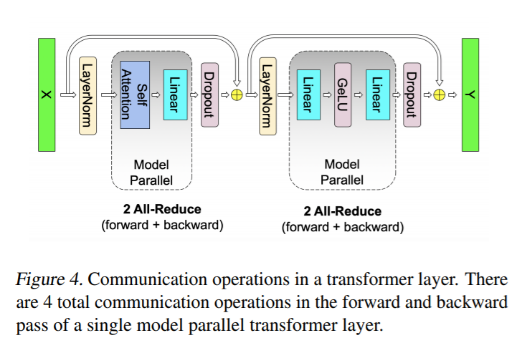 X
LayerNorm
Self
Attention
Linear
Dropout
LayerNorm
Linear
GeLU
Linear
Dropout
Y
Model
Parallel
Model
Parallel
2 All-Reduce
(forward + backward)
2 All-Reduce
(forward + backward)
Figure 4. Communication operations in a transformer layer. There
are 4 total communication operations in the forward and backward
pass of a single model parallel transformer layer.